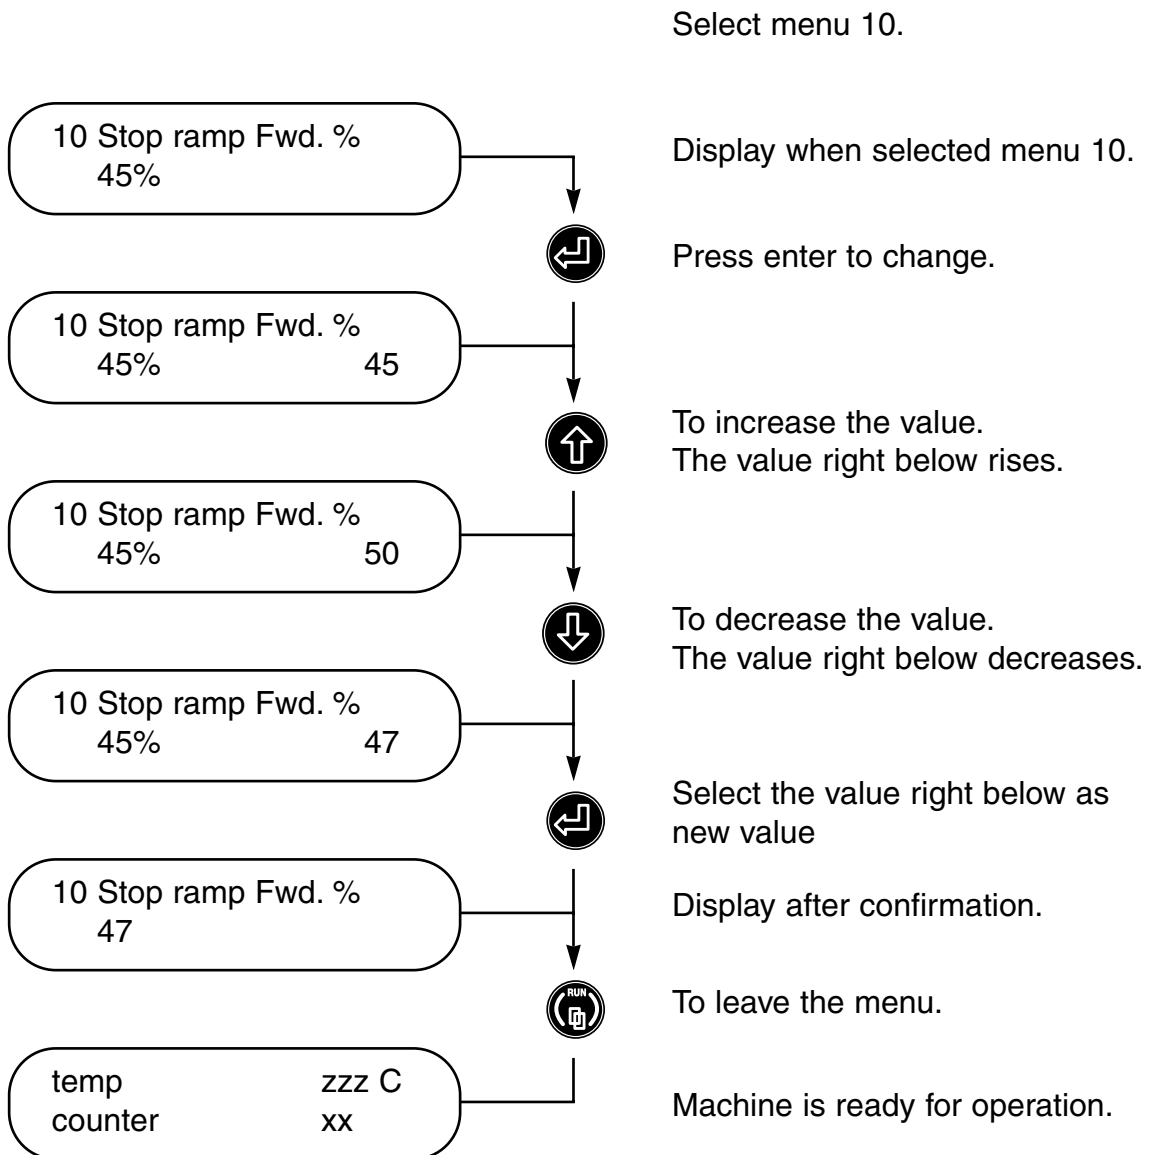 Select menu 10.
10 Stop ramp Fwd. %
45%
Display when selected menu 10.
Press enter to change.
10 Stop ramp Fwd. %
45% 45
To increase the value.
The value right below rises.
10 Stop ramp Fwd. %
45% 50
To decrease the value.
The value right below decreases.
10 Stop ramp Fwd. %
45% 47
Select the value right below as
new value
10 Stop ramp Fwd. %
47
Display after confirmation.
RUN
To leave the menu.
temp zzz C
counter xx
Machine is ready for operation.